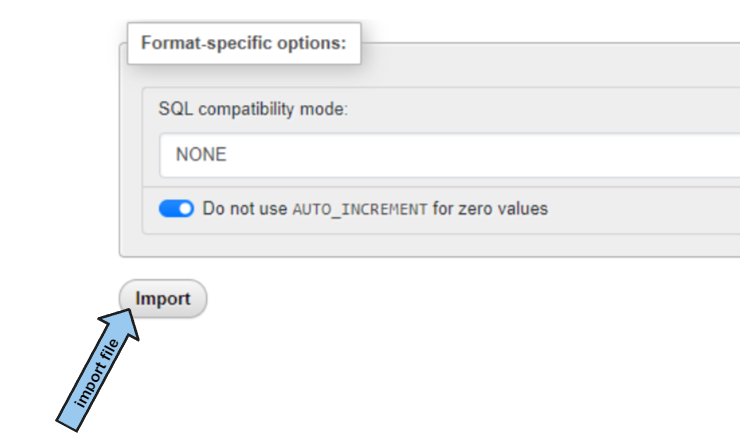 Format-specific options:
SQL compatibility mode:
NONE
Do not use AUTO_INCREMENT for zero values
Import
import file